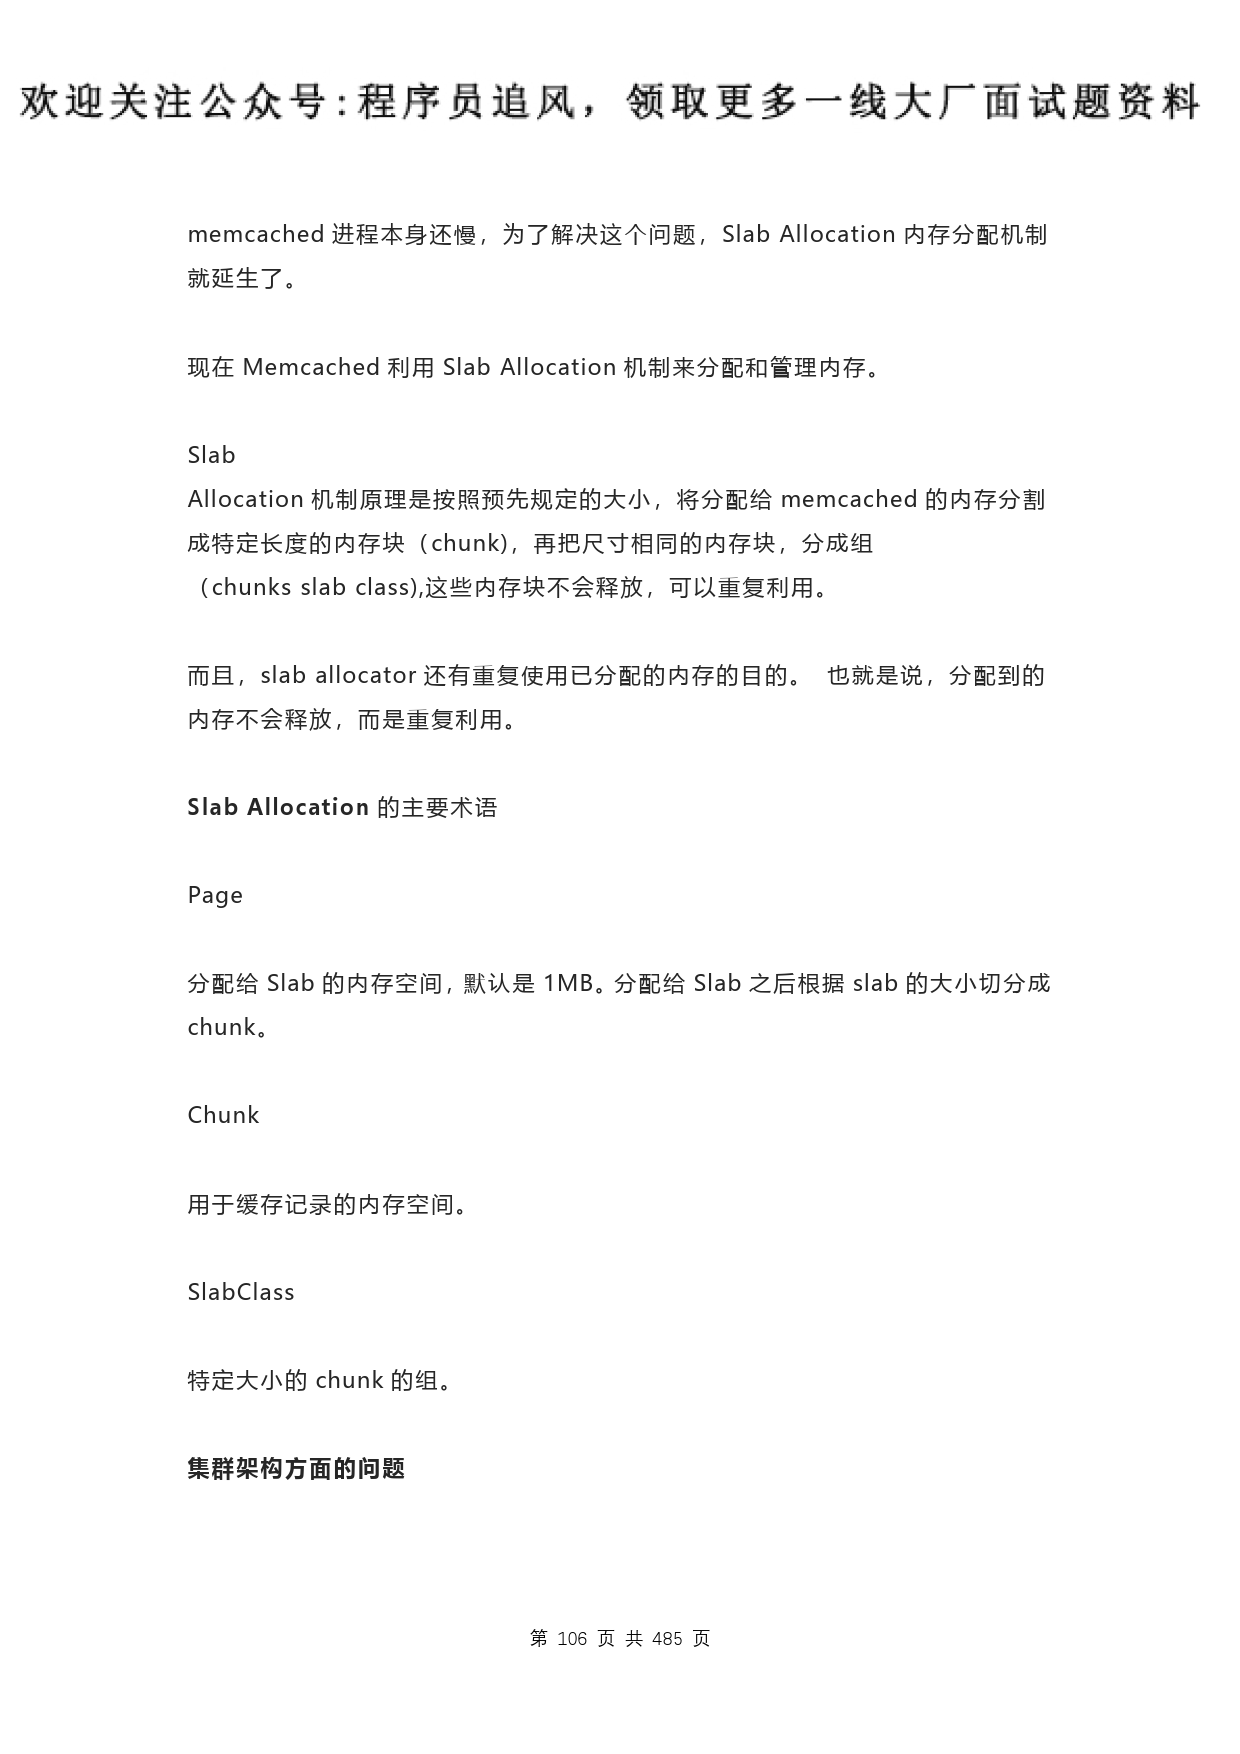 欢迎关注公众号:程序员追风，领取更多一线大厂面试题资料
memcached 进程本身还慢，为了解决这个问题，Slab Allocation 内存分配机制
就延生了。
现在 Memcached 利用 Slab Allocation 机制来分配和管理内存。
Slab
Allocation 机制原理是按照预先规定的大小，将分配给 memcached 的内存分割
成特定长度的内存块（chunk)，再把尺寸相同的内存块，分成组
（chunks slab class),这些内存块不会释放，可以重复利用。
而且，slab allocator 还有重复使用已分配的内存的目的。 也就是说，分配到的
内存不会释放，而是重复利用。
Slab Allocation 的主要术语
Page
分配给 Slab 的内存空间，默认是 1MB。分配给 Slab 之后根据 slab 的大小切分成
chunk。
Chunk
用于缓存记录的内存空间。
SlabClass
特定大小的 chunk 的组。
集群架构方面的问题
第 106 页 共 485 页